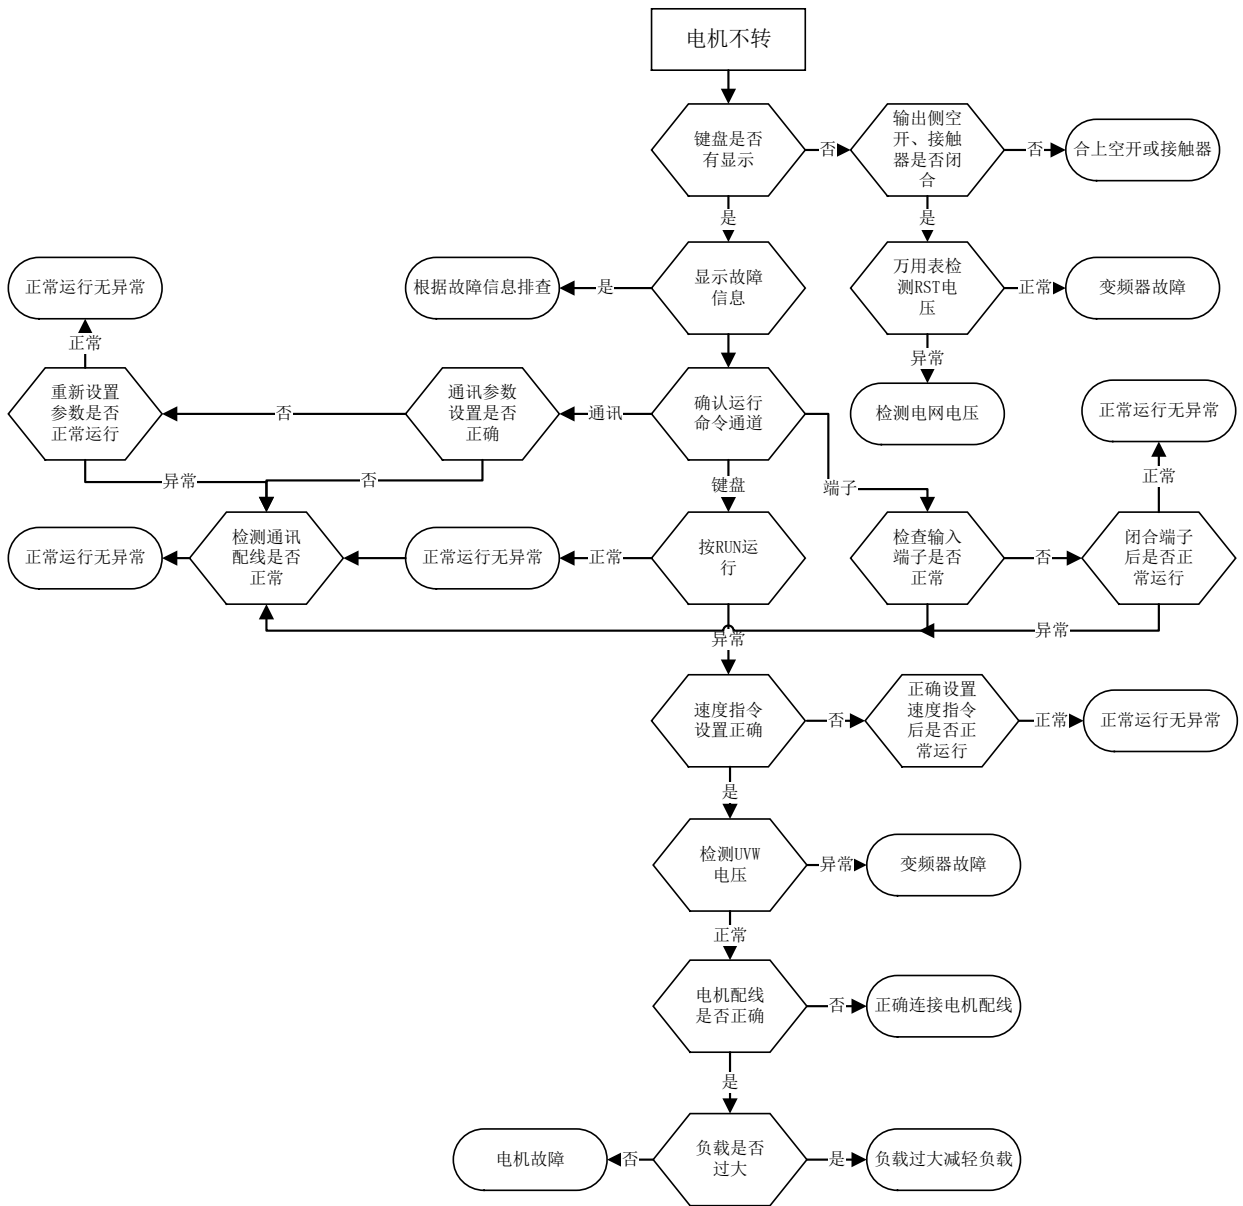 电机不转
键盘是否
有显示
否
输出侧空
开、接触
器是否闭
合
否
合上空开或接触器
是
是
正常运行无异常
根据故障信息排查
是
显示故障
信息
万用表检
测RST电
压
正常
变频器故障
正常
异常
重新设置
参数是否
正常运行
否
通讯参数
设置是否
正确
通讯
确认运行
命令通道
检测电网电压
正常运行无异常
异常
否
键盘
端子
正常
正常运行无异常
检测通讯
配线是否
正常
正常运行无异常
正常
按RUN运
行
检查输入
端子是否
正常
否
闭合端子
后是否正
常运行
异常
异常
速度指令
设置正确
否
正确设置
速度指令
后是否正
常运行
正常
正常运行无异常
是
检测UVW
电压
异常
变频器故障
正常
电机配线
是否正确
否
正确连接电机配线
是
电机故障
否
负载是否
过大
是
负载过大减轻负载